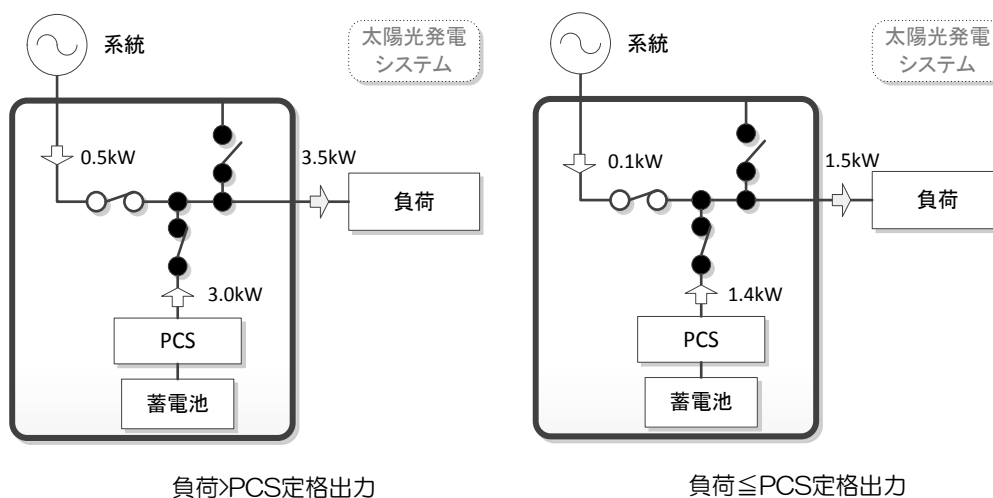 系統
太陽光発電
システム
0.5kW
3.5kW
負荷
3.0kW
PCS
蓄電池
負荷>PCS定格出力
系統
太陽光発電
システム
0.1kW
1.5kW
負荷
1.4kW
PCS
蓄電池
負荷≦PCS定格出力